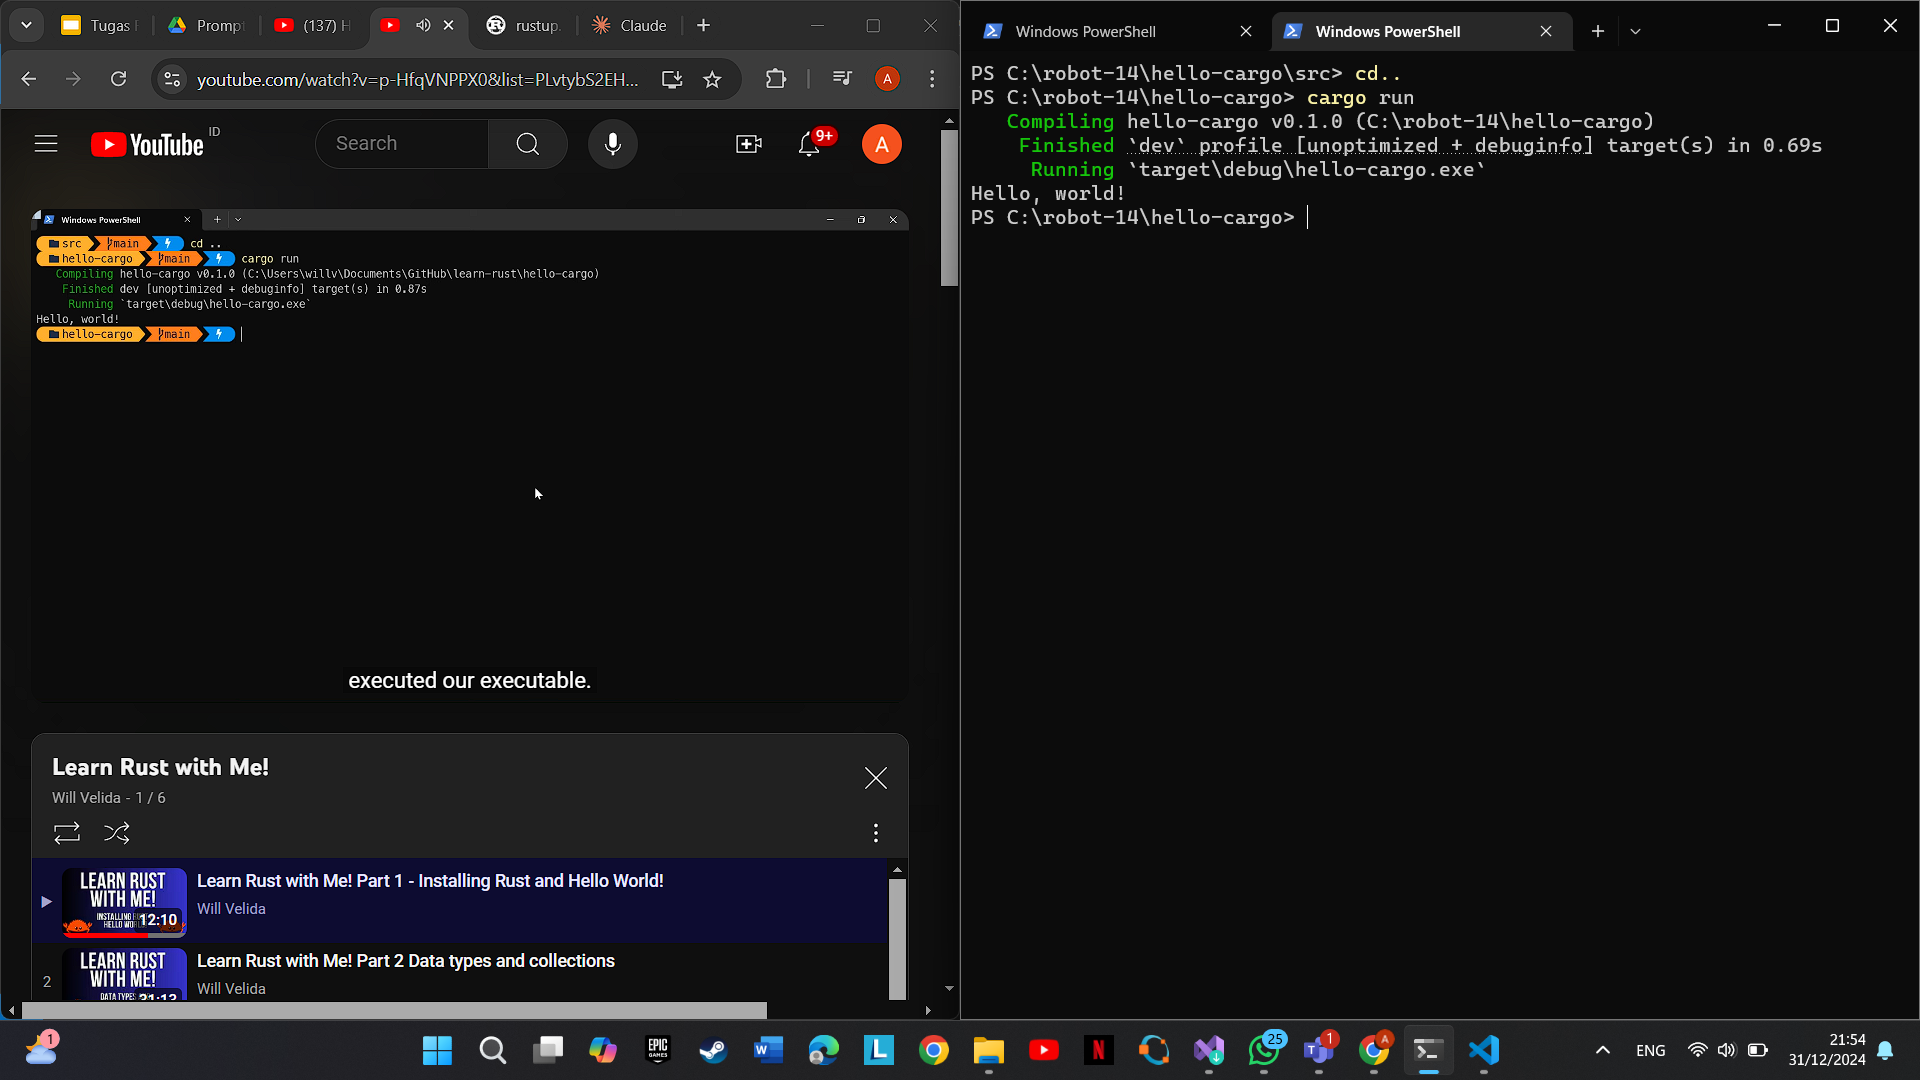 Tugas
Prompt
(137) H
rustup.
Claude
youtube.com/watch?v=p-HfqVNPPX0&list=PLvtybS2EH...
A
YouTube
ID
Search
9+
A
Windows PowerShell
src main cd ..
hello-cargo main cargo run
Compiling hello-cargo v0.1.0 (C:\Users\willv\Documents\GitHub\learn-rust\hello-cargo)
Finished dev [unoptimized + debuginfo] target(s) in 0.87s
Running `target\debug\hello-cargo.exe`
Hello, world!
hello-cargo main
executed our executable.
Learn Rust with Me!
Will Velida - 1 / 6
LEARN RUST
WITH ME!
12:10
Learn Rust with Me! Part 1 - Installing Rust and Hello World!
Will Velida
2
LEARN RUST
WITH ME!
Learn Rust with Me! Part 2 Data types and collections
Will Velida
Windows PowerShell
Windows PowerShell
PS C:\robot-14\hello-cargo\src> cd..
PS C:\robot-14\hello-cargo> cargo run
Compiling hello-cargo v0.1.0 (C:\robot-14\hello-cargo)
Finished `dev` profile [unoptimized + debuginfo] target(s) in 0.69s
Running `target\debug\hello-cargo.exe`
Hello, world!
PS C:\robot-14\hello-cargo>
1
EPIC
GAMES
W
L
N
25
1
A
ENG
21:54
31/12/2024